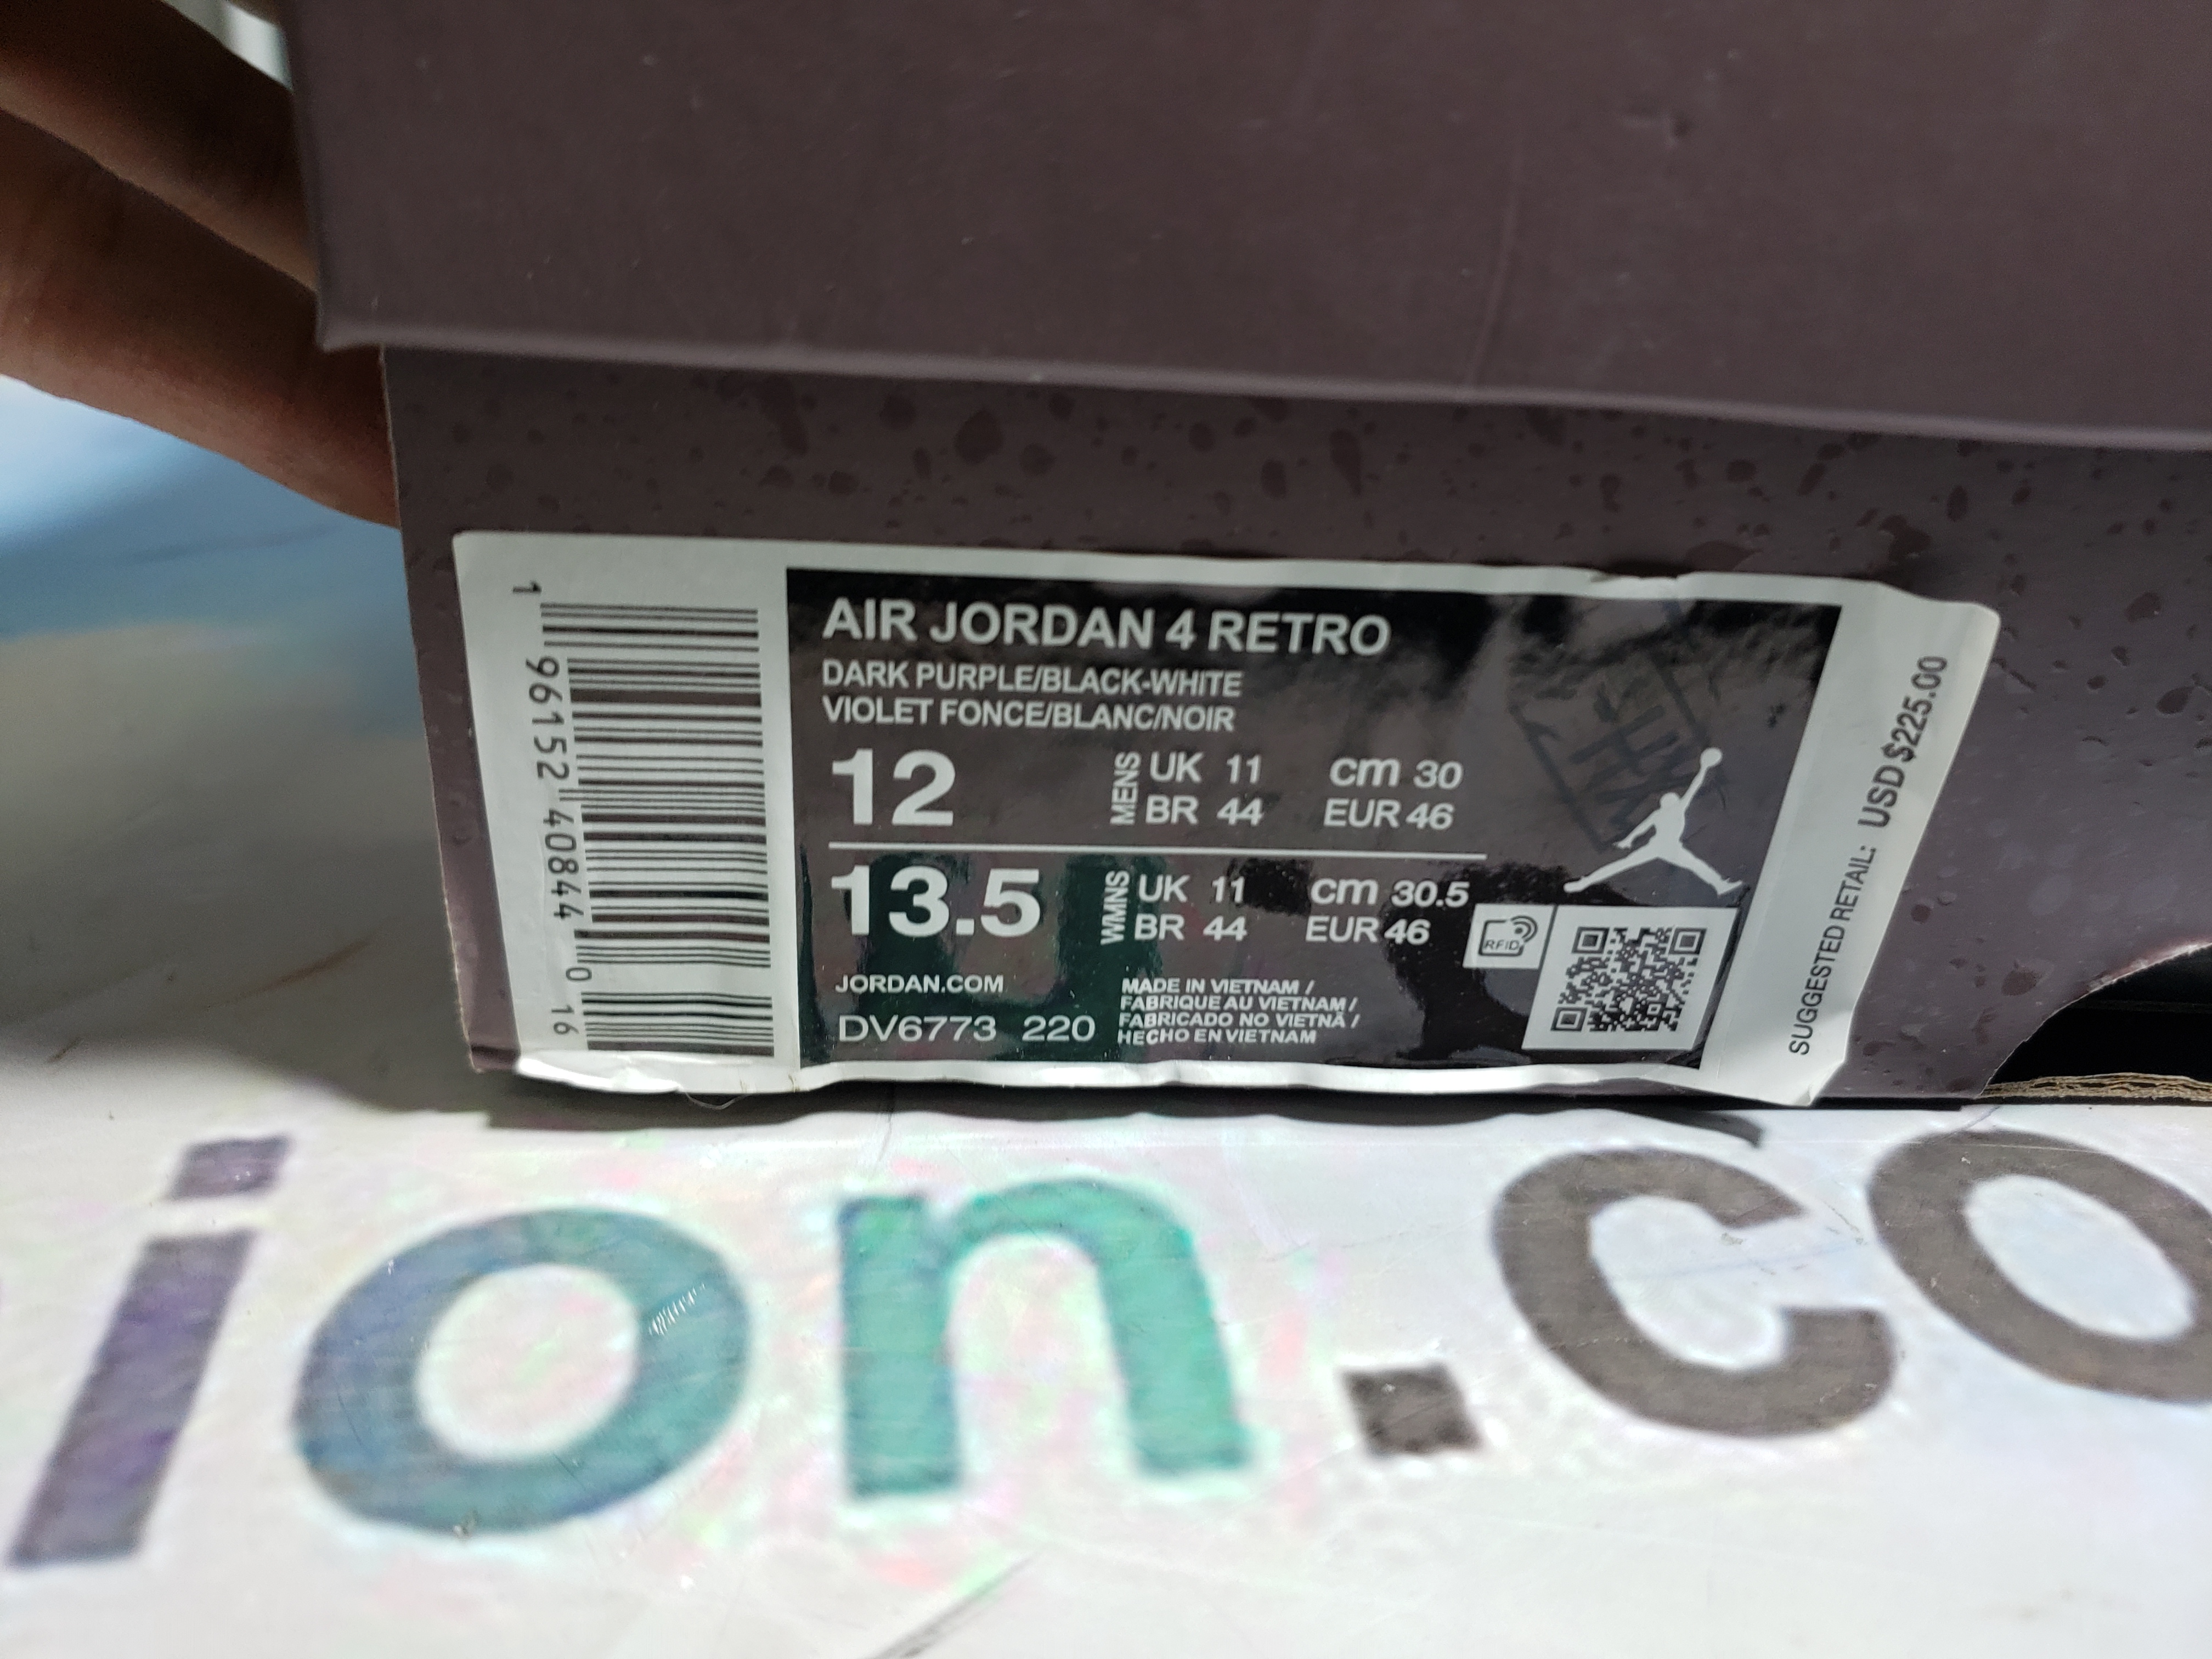 AIR JORDAN 4 RETRO
DARK PURPLE/BLACK-WHITE
VIOLET FONCE/BLANC/NOIR
12 MENS UK 11 cm 30
BR 44 EUR 46
13.5 WMNS UK 11 cm 30.5
BR 44 EUR 46
RFID
JORDAN.COM
DV6773 220
MADE IN VIETNAM /
FABRIQUE AU VIETNAM /
FABRICADO NO VIETNÃ /
HECHO EN VIETNAM
1 96152 40844 0 16
SUGGESTED RETAIL: USD $225.00
ion.co